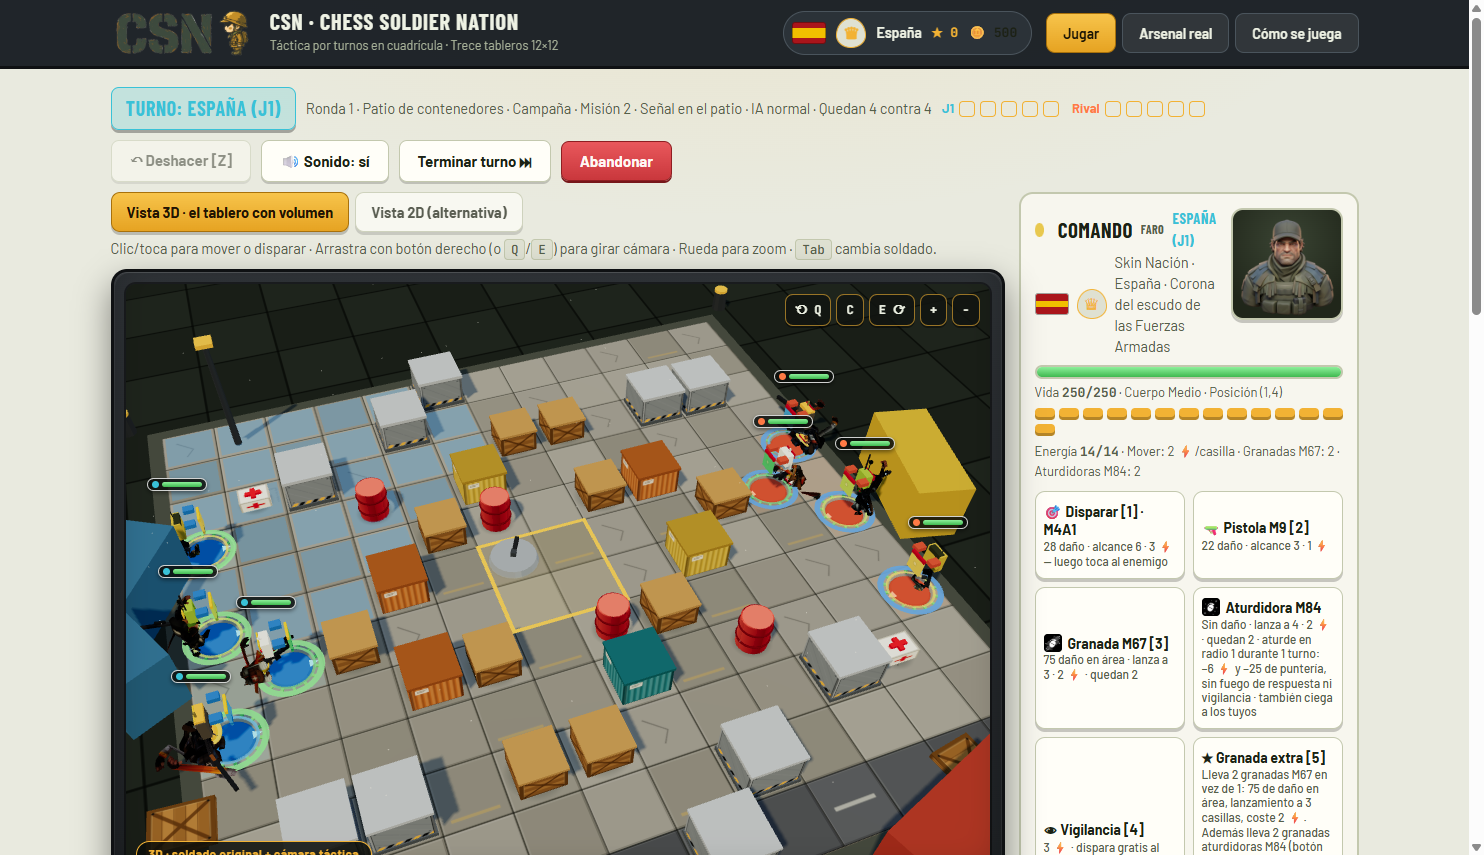 CSN
CSN · CHESS SOLDIER NATION
Táctica por turnos en cuadrícula · Trece tableros 12×12
España ★ 0 500
Jugar
Arsenal real
Cómo se juega
TURNO: ESPAÑA (J1)
Ronda 1 · Patio de contenedores · Campaña · Misión 2 · Señal en el patio · IA normal · Quedan 4 contra 4
J1
Rival
↶ Deshacer [Z]
Sonido: sí
Terminar turno ⏭
Abandonar
Vista 3D · el tablero con volumen
Vista 2D (alternativa)
Clic/toca para mover o disparar · Arrastra con botón derecho (o Q / E ) para girar cámara · Rueda para zoom · Tab cambia soldado.
⟲ Q
C
E ⟳
+
-
3D · soldado original + cámara táctica
COMANDO FARO ESPAÑA (J1)
Skin Nación ·
España · Corona
del escudo de
las Fuerzas
Armadas
Vida 250/250 · Cuerpo Medio · Posición (1,4)
Energía 14/14 · Mover: 2 ⚡ /casilla · Granadas M67: 2 ·
Aturdidoras M84: 2
Disparar [1] ·
M4A1
28 daño · alcance 6 · 3 ⚡
— luego toca al enemigo
Pistola M9 [2]
22 daño · alcance 3 · 1 ⚡
Granada M67 [3]
75 daño en área · lanza a
3 · 2 ⚡ · quedan 2
Aturdidora M84
Sin daño · lanza a 4 · 2 ⚡
· quedan 2 · aturde en
radio 1 durante 1 turno:
−6 ⚡ y −25 de puntería,
sin fuego de respuesta ni
vigilancia · también ciega
a los tuyos
Vigilancia [4]
3 ⚡ · dispara gratis al
★ Granada extra [5]
Lleva 2 granadas M67 en
vez de 1: 75 de daño en
área, lanzamiento a 3
casillas, coste 2 ⚡ .
Además lleva 2 granadas
aturdidoras M84 (botón